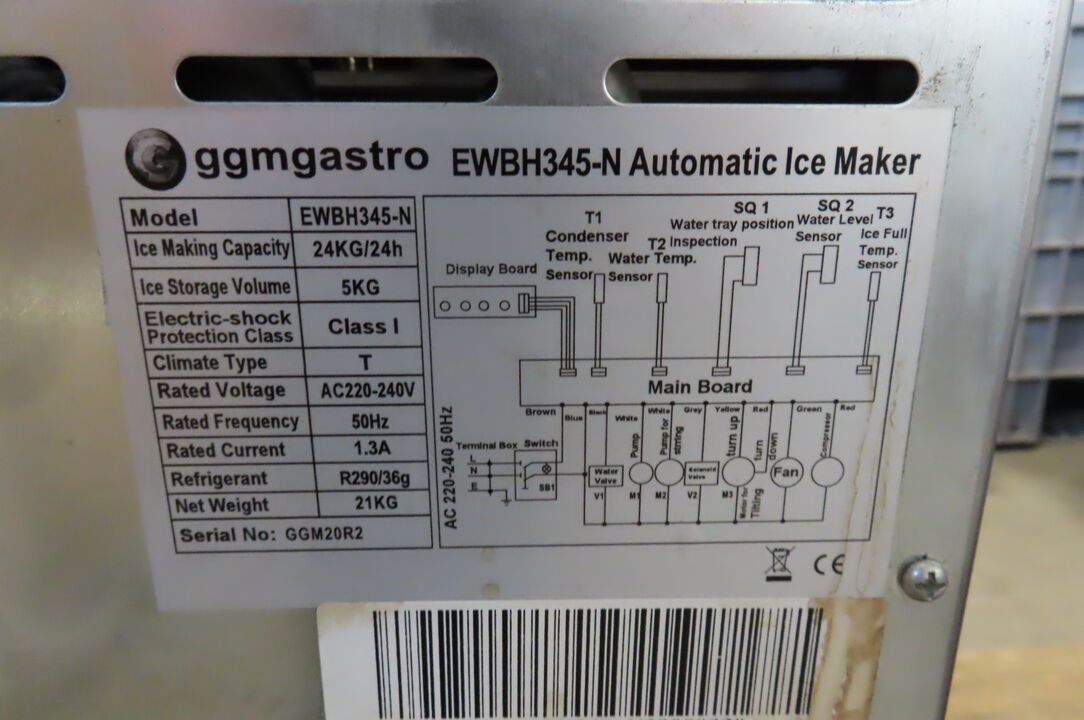 ggmgastro EWBH345-N Automatic Ice Maker
Model EWBH345-N
Ice Making Capacity 24KG/24h
Ice Storage Volume 5KG
Electric-shock
Protection Class Class I
Climate Type T
Rated Voltage AC220-240V
Rated Frequency 50Hz
Rated Current 1.3A
Refrigerant R290/36g
Net Weight 21KG
Serial No: GGM20R2
Display Board
T1
Condenser
Temp.
Sensor
T2
Water Temp.
Sensor
SQ 1
Water tray position
Inspection
SQ 2
Water Level
Sensor
T3
Ice Full
Temp.
Sensor
Main Board
Brown
Blue
Black
White
White
Grey
Yellow
Red
Green
Red
AC 220-240 50Hz
Terminal Box
Switch
L
N
SB1
Water
Valve
V1
Pump
M1
Pump for
M2
Solenoid
Valve
V2
turn up
turn
down
M3
Motor for
Tilting
Fan
Compressor
CE